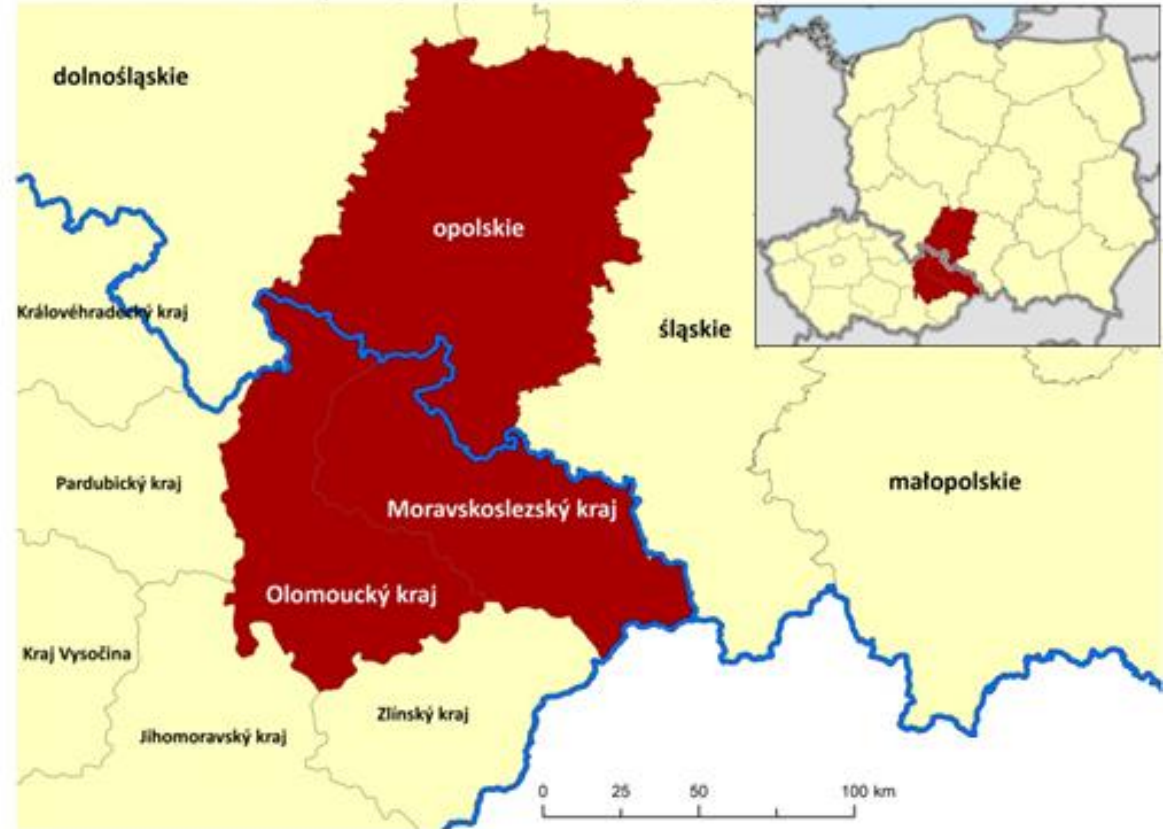 dolnośląskie
opolskie
Královéhradecký kraj
śląskie
Pardubický kraj
małopolskie
Moravskoslezský kraj
Olomoucký kraj
Kraj Vysočina
Zlínský kraj
Jihomoravský kraj
0 25 50 100 km